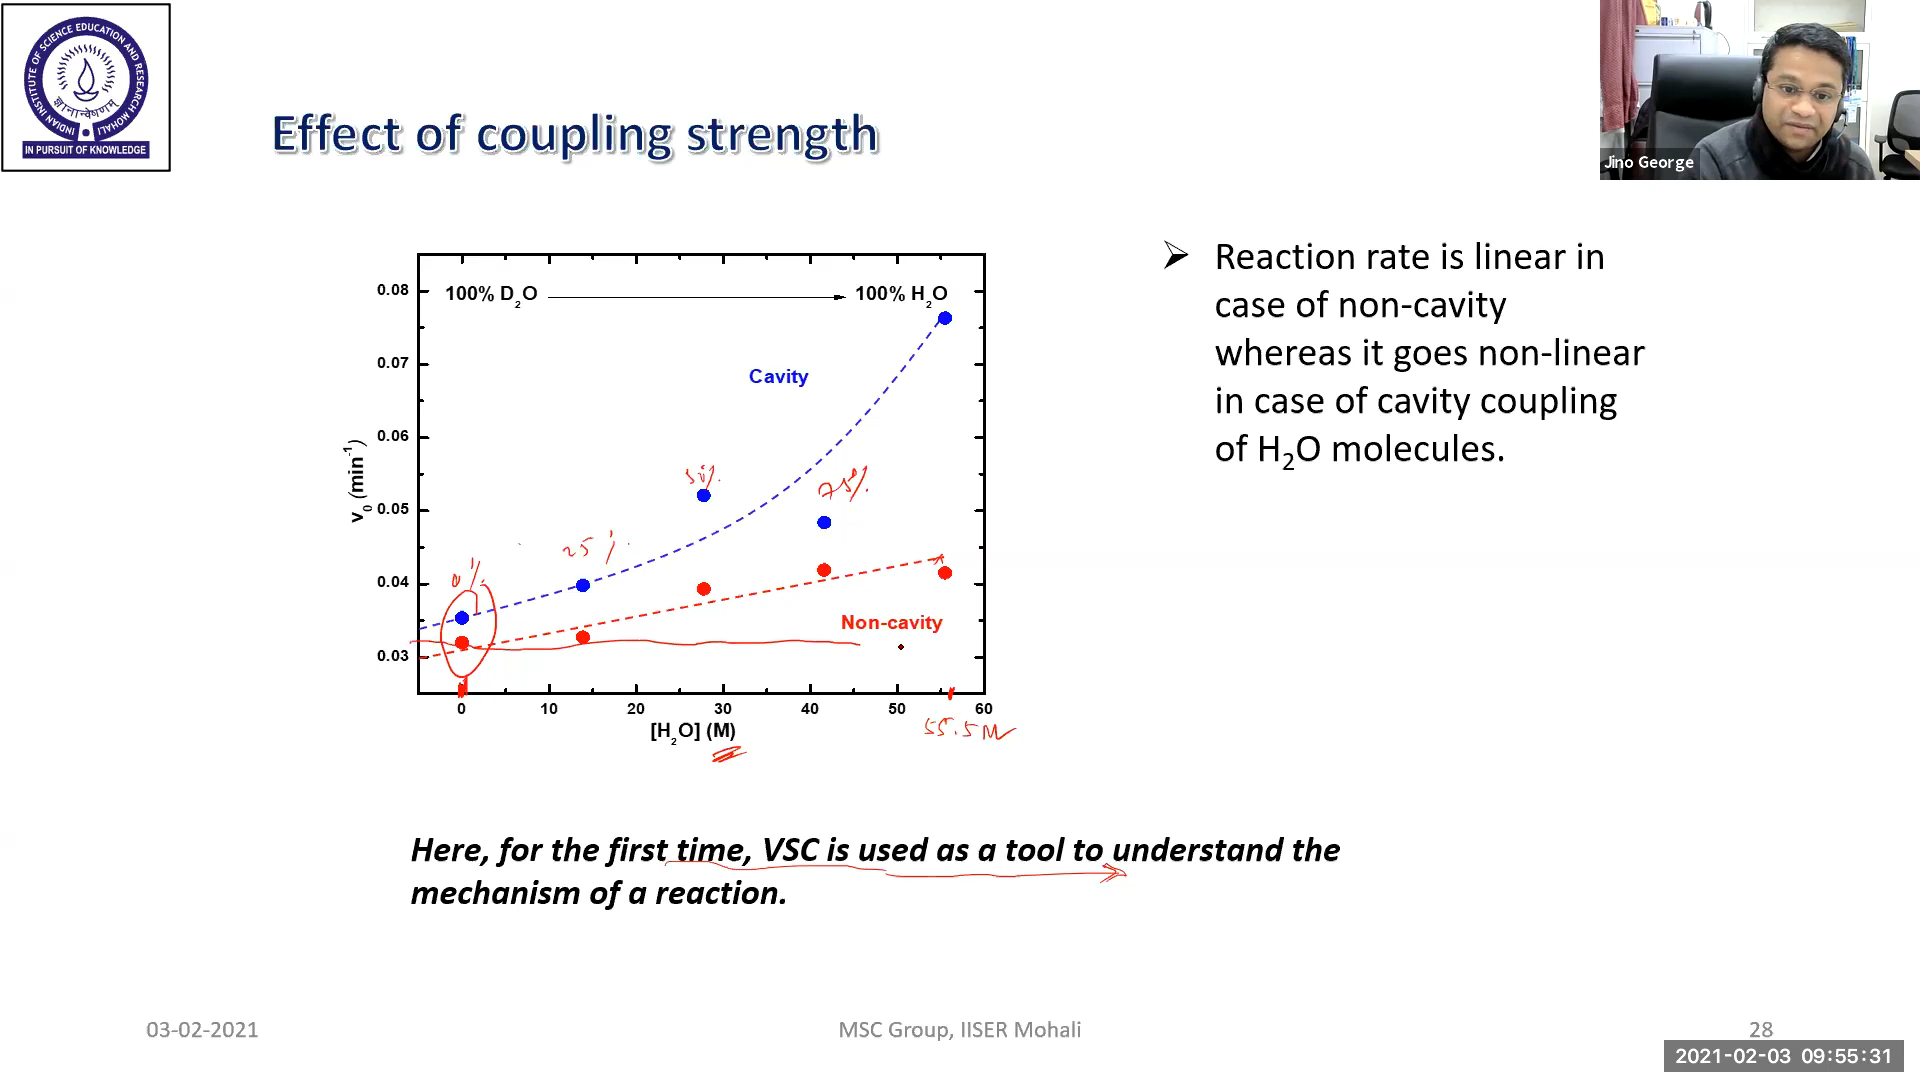 INDIAN INSTITUTE OF SCIENCE EDUCATION AND RESEARCH MOHALI
ज्ञानान्वेषणम्
IN PURSUIT OF KNOWLEDGE
Effect of coupling strength
Jino George
100% D₂O
100% H₂O
Cavity
Non-cavity
0.08
0.07
0.06
0.05
0.04
0.03
v₀ (min⁻¹)
0%
25%
50%
75%
0 10 20 30 40 50 60
[H₂O] (M)
55.5 M
➢ Reaction rate is linear in
case of non-cavity
whereas it goes non-linear
in case of cavity coupling
of H₂O molecules.
Here, for the first time, VSC is used as a tool to understand the
mechanism of a reaction.
03-02-2021
MSC Group, IISER Mohali
28
2021-02-03 09:55:31